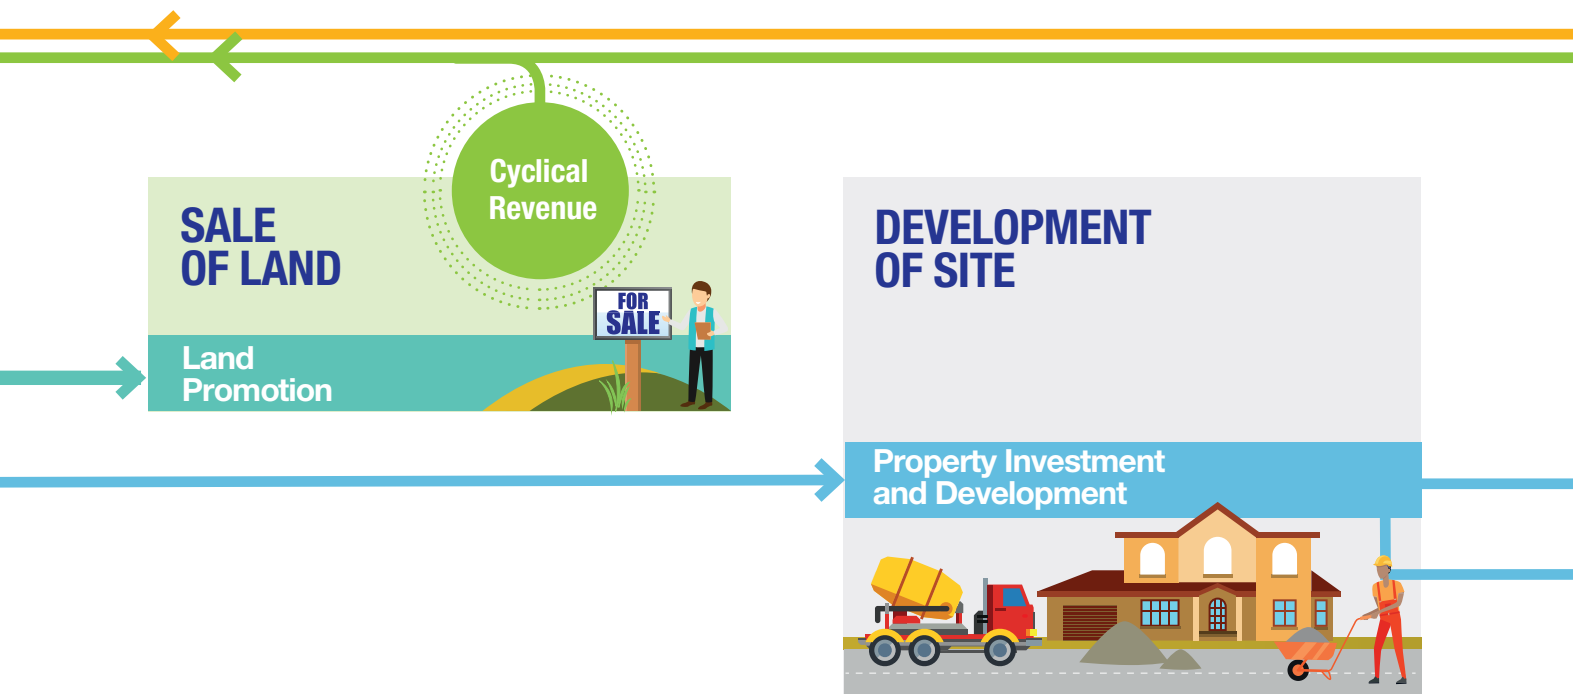 Cyclical
Revenue
SALE
OF LAND
FOR
SALE
Land
Promotion
DEVELOPMENT
OF SITE
Property Investment
and Development